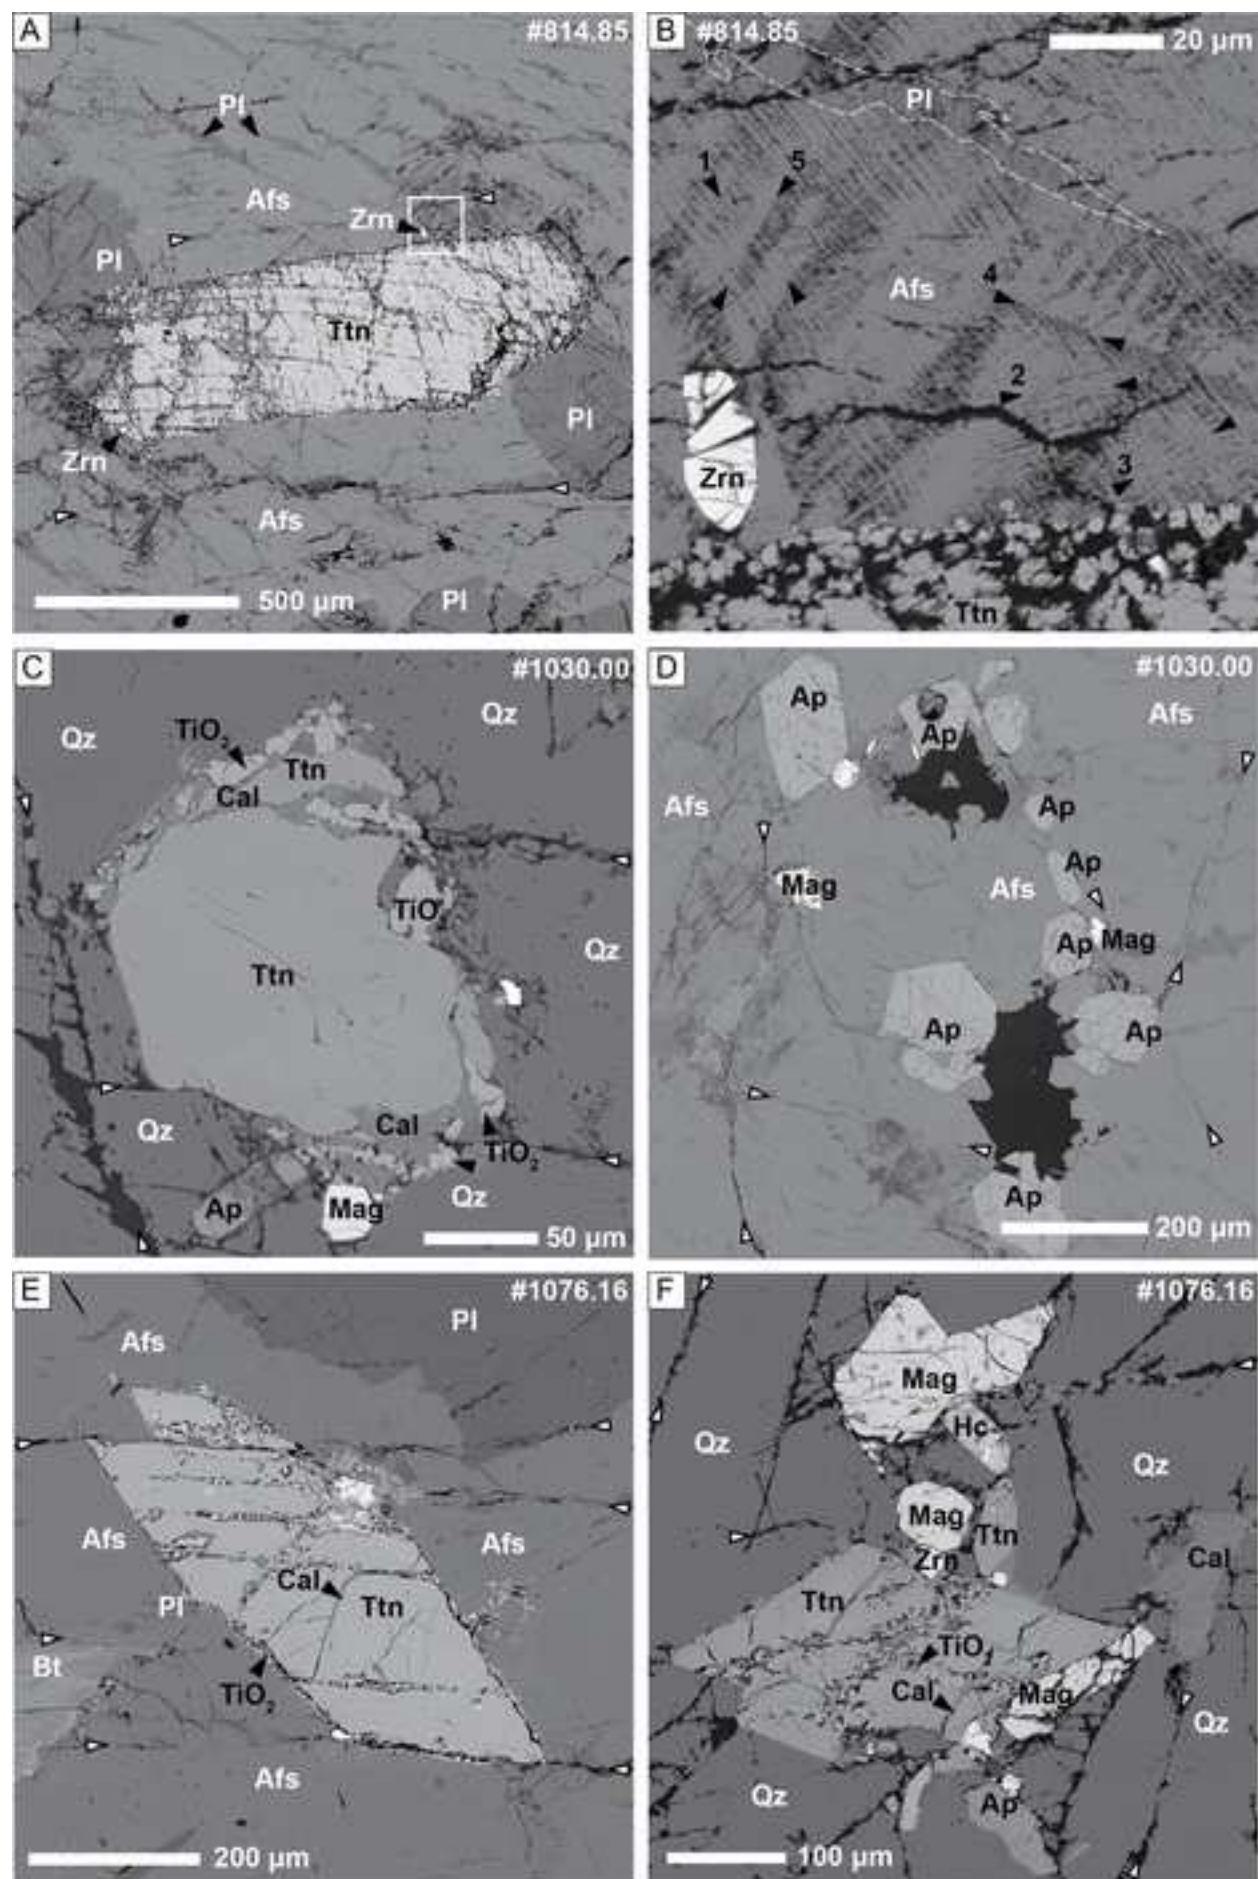 A #814.85
Pl
Afs
Zrn
Pl
Ttn
Pl
Zrn
Afs
500 µm
Pl
B #814.85
20 µm
Pl
1
5
Afs
4
2
Zrn
3
Ttn
C #1030.00
Qz
Qz
TiO2
Ttn
Cal
TiO
Qz
Ttn
Cal
Qz
TiO2
Ap
Mag
Qz
50 µm
D #1030.00
Ap
Afs
Ap
Afs
Ap
Ap
Mag
Afs
Ap
Mag
Ap
Ap
Ap
200 µm
E #1076.16
Pl
Afs
Afs
Afs
Cal
Ttn
Pl
Bt
TiO2
Afs
200 µm
F #1076.16
Mag
Hc
Qz
Qz
Mag
Ttn
Zrn
Cal
Ttn
TiO
Cal
Mag
Qz
Qz
Ap
100 µm